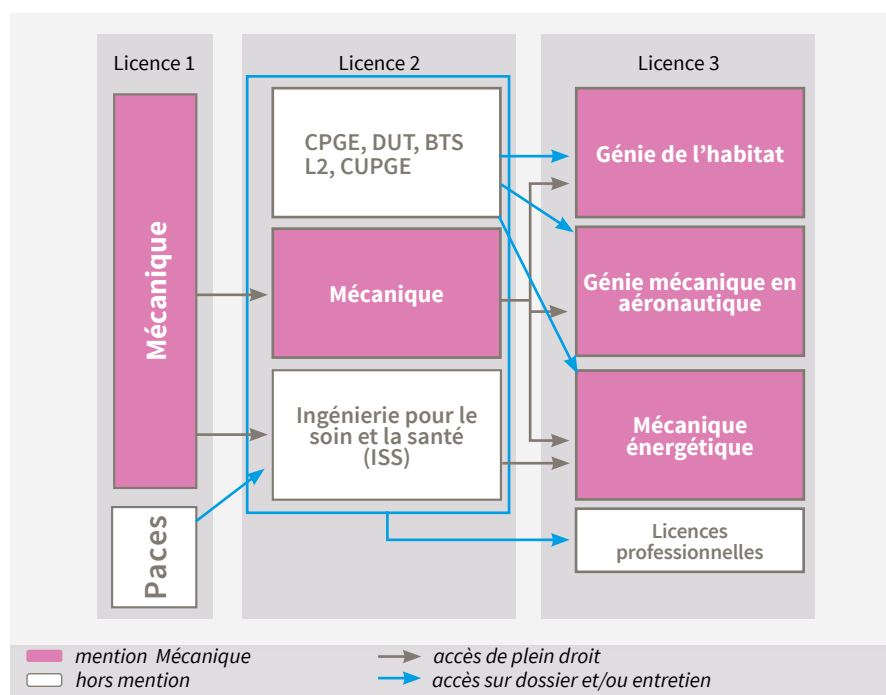 Licence 1
Licence 2
Licence 3
Mécanique
Paces
CPGE, DUT, BTS
L2, CUPGE
Mécanique
Ingénierie pour le
soin et la santé
(ISS)
Génie de l’habitat
Génie mécanique en
aéronautique
Mécanique
énergétique
Licences
professionnelles
mention Mécanique
hors mention
accès de plein droit
accès sur dossier et/ou entretien